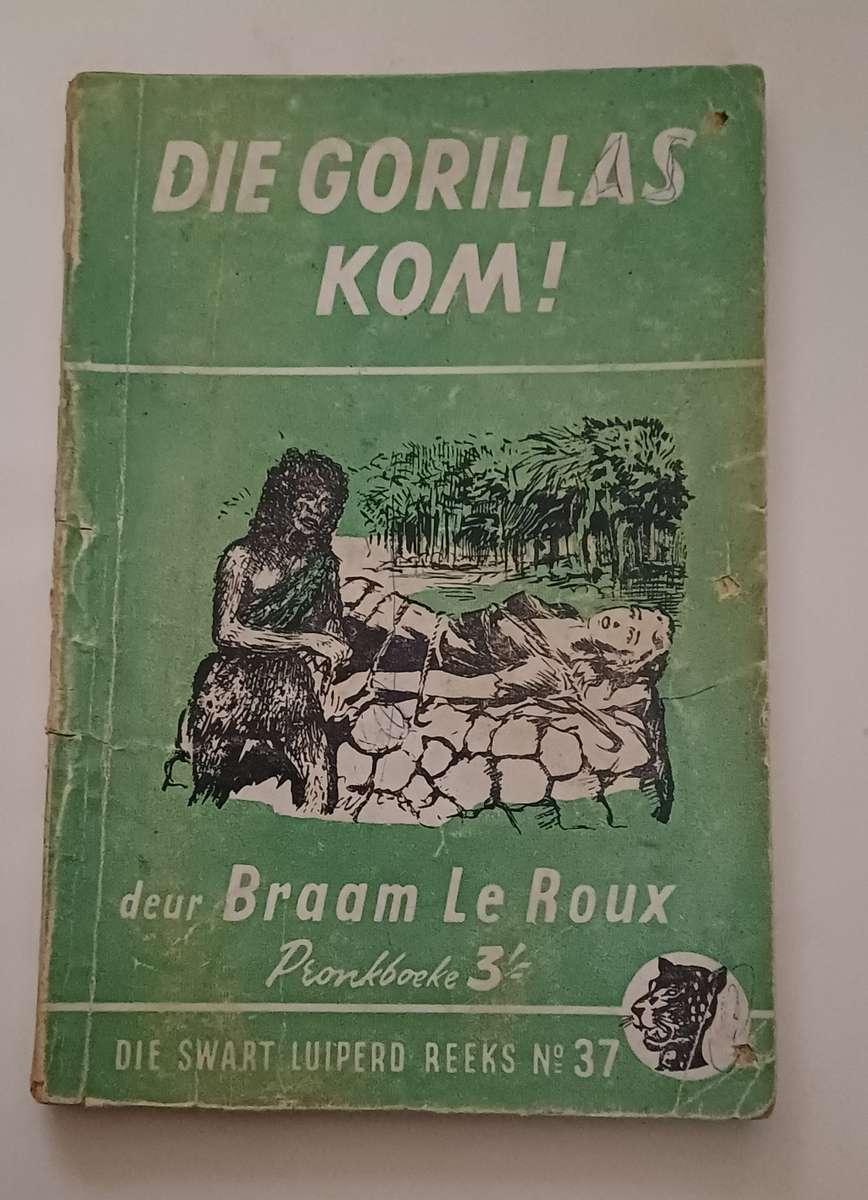 DIE GORILLAS
KOM!
deur Braam Le Roux
Pronkboeke 3/-
DIE SWART LUIPERD REEKS Nº 37